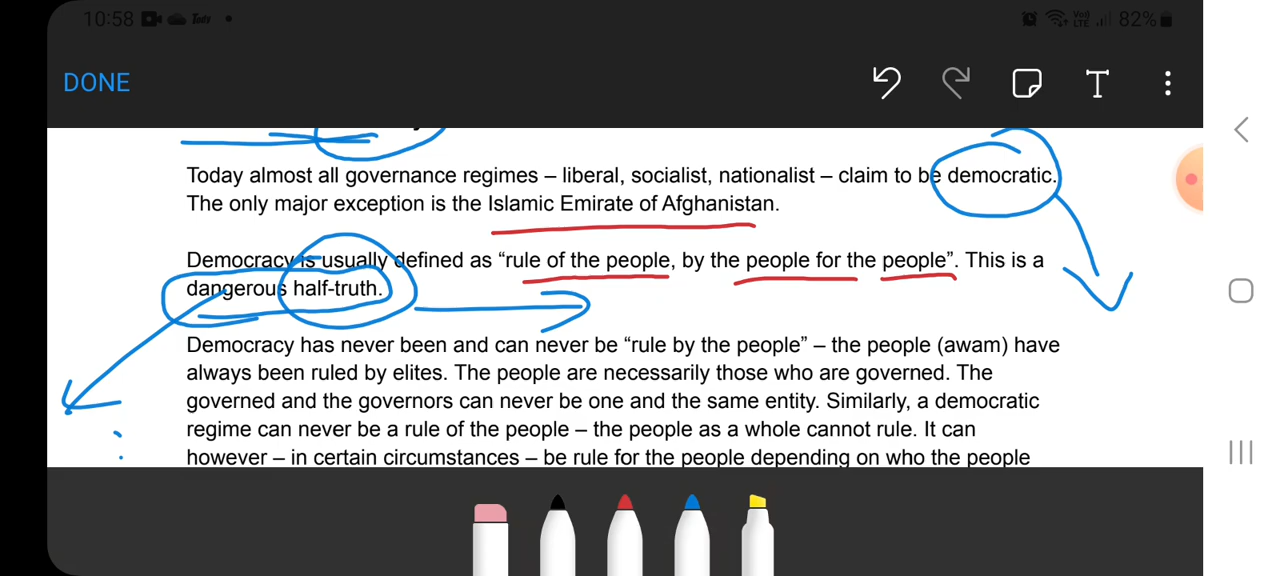 10:58 Tody
Vo) LTE 82%
DONE
T
Today almost all governance regimes – liberal, socialist, nationalist – claim to be democratic.
The only major exception is the Islamic Emirate of Afghanistan.
Democracy is usually defined as “rule of the people, by the people for the people”. This is a
dangerous half-truth.
Democracy has never been and can never be “rule by the people” – the people (awam) have
always been ruled by elites. The people are necessarily those who are governed. The
governed and the governors can never be one and the same entity. Similarly, a democratic
regime can never be a rule of the people – the people as a whole cannot rule. It can
however – in certain circumstances – be rule for the people depending on who the people